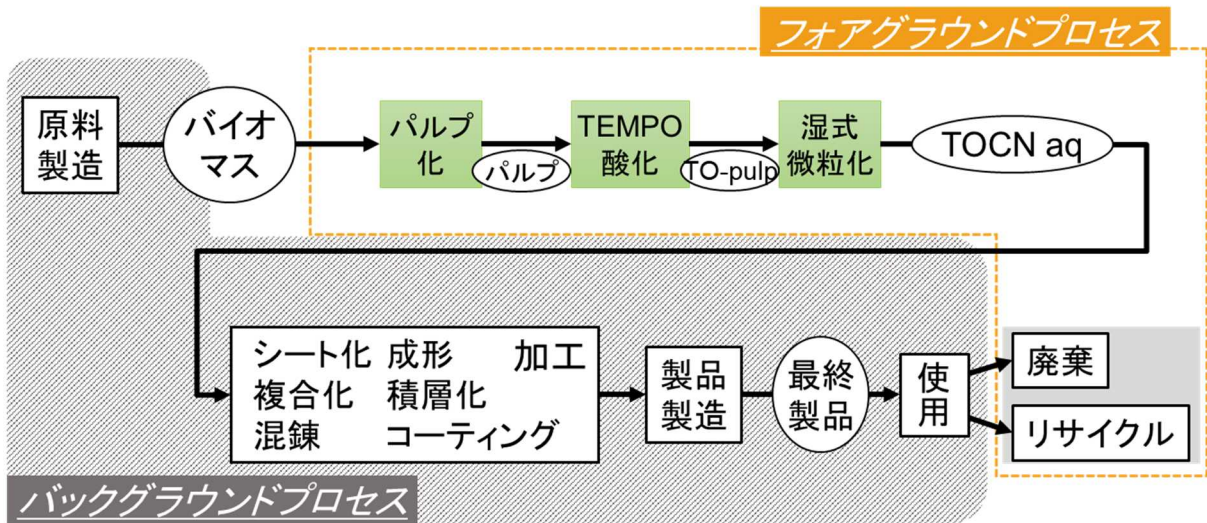 フォアグラウンドプロセス
原料
製造
バイオ
マス
パルプ
化
パルプ
TEMPO
酸化
TO-pulp
湿式
微粒化
TOCN aq
シート化 成形 加工
複合化 積層化
混錬 コーティング
製品
製造
最終
製品
使
用
廃棄
リサイクル
バックグラウンドプロセス